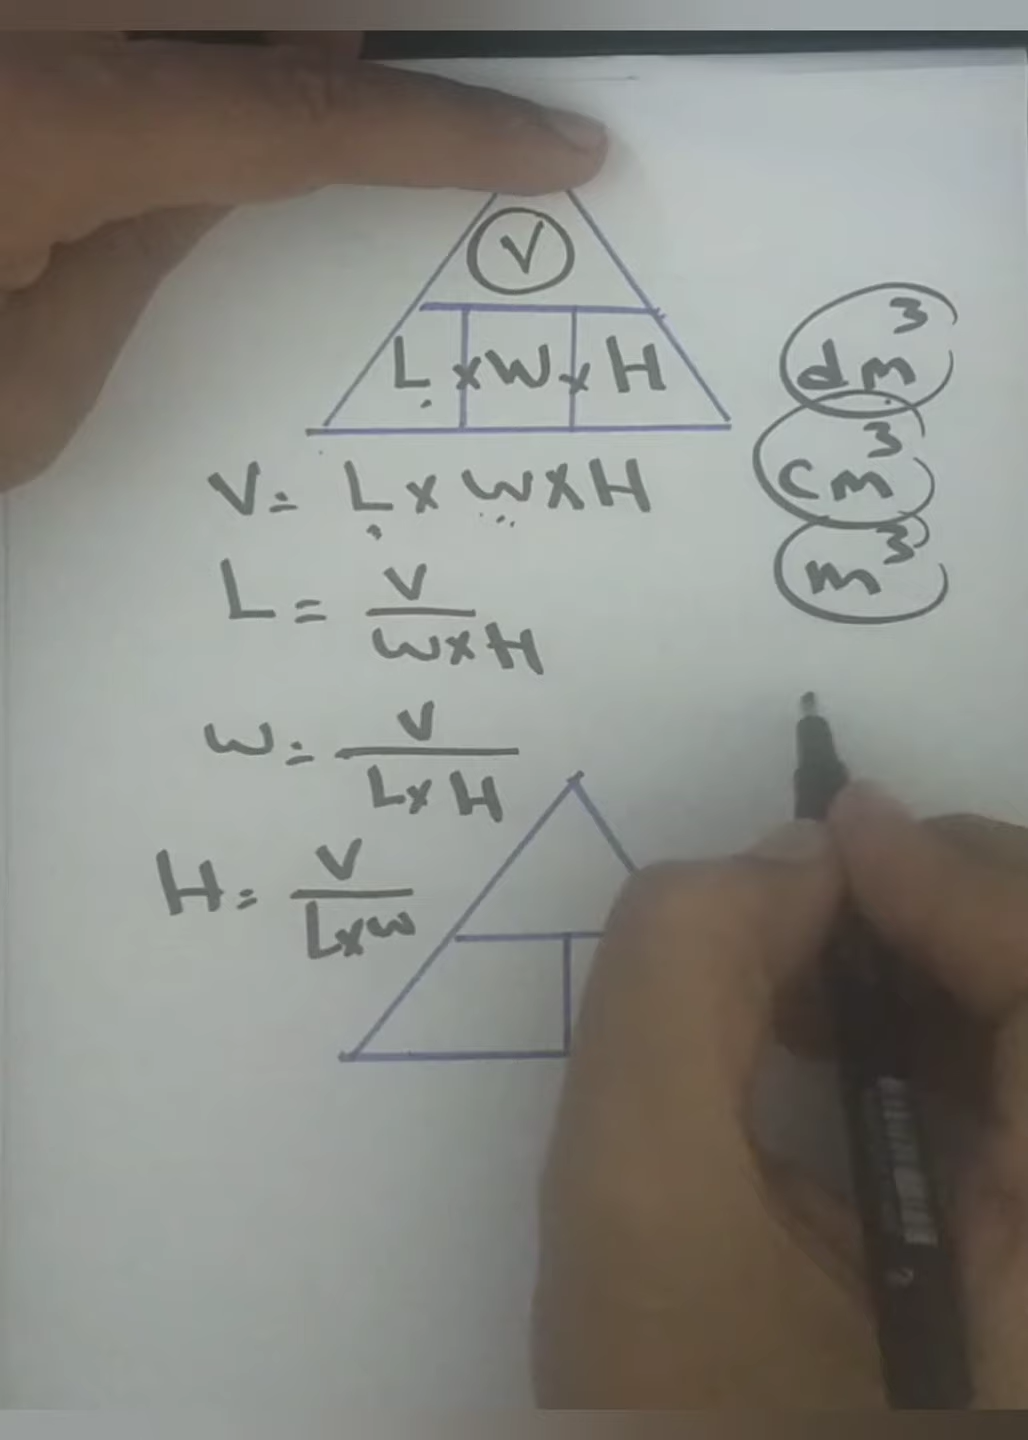 V
L × W × H
V = L × W × H
L = V / W × H
W = V / L × H
H = V / L × W
dm³
cm³
m³